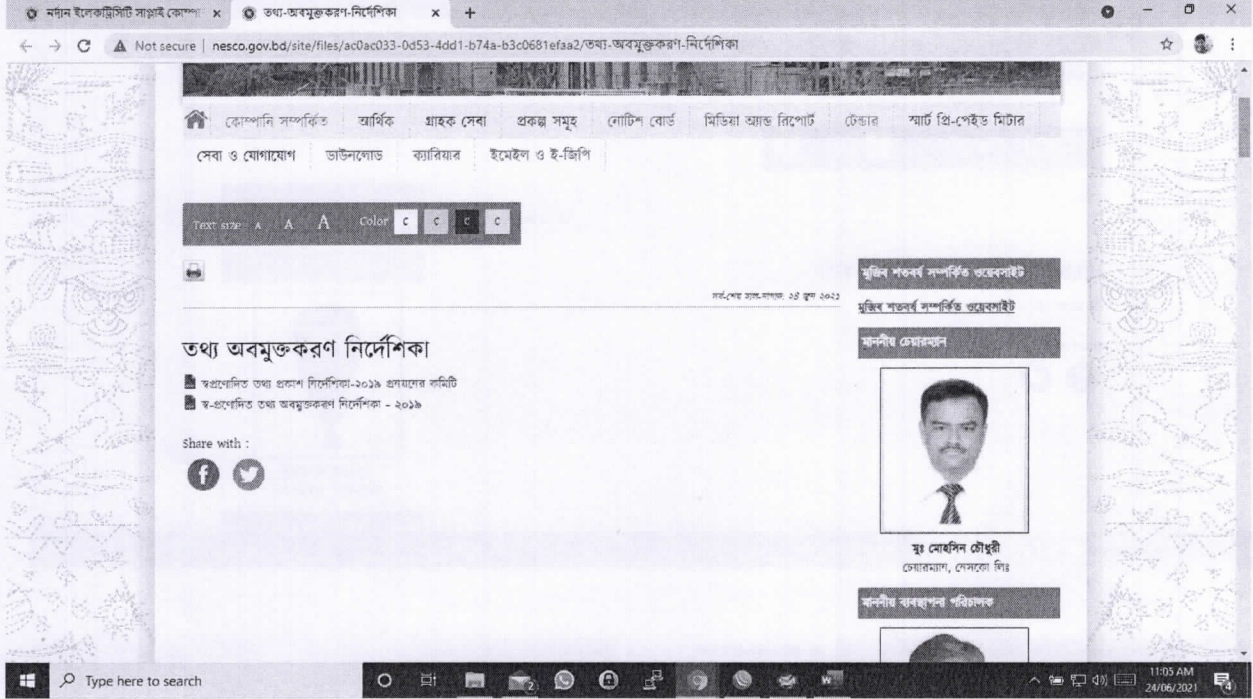 নর্দান ইলেকট্রিসিটি সাপ্লাই কোম্পা x তথ্য-অবমুক্তকরণ-নির্দেশিকা x +
Not secure | nesco.gov.bd/site/files/ac0ac033-0d53-4dd1-b74a-b3c0681efaa2/তথ্য-অবমুক্তকরণ-নির্দেশিকা
কোম্পানি সম্পর্কিত আর্থিক গ্রাহক সেবা প্রকল্প সমূহ নোটিশ বোর্ড মিডিয়া অ্যান্ড রিপোর্ট টেন্ডার স্মার্ট প্রি-পেইড মিটার
সেবা ও যোগাযোগ ডাউনলোড ক্যারিয়ার ইমেইল ও ই-জিপি
Text size A A A Color C C C C
সর্ব-শেষ হাল-নাগাদ: ২৪ জুন ২০২১
তথ্য অবমুক্তকরণ নির্দেশিকা
স্বপ্রণোদিত তথ্য প্রকাশ নির্দেশিকা-২০১৯ প্রনয়নের কমিটি
স্ব-প্রণোদিত তথ্য অবমুক্তকরণ নির্দেশিকা - ২০১৯
Share with :
মুজিব শতবর্ষ সম্পর্কিত ওয়েবসাইট
মুজিব শতবর্ষ সম্পর্কিত ওয়েবসাইট
মাননীয় চেয়ারম্যান
মুঃ মোহসিন চৌধুরী
চেয়ারম্যান, নেসকো লিঃ
মাননীয় ব্যবস্থাপনা পরিচালক
Type here to search
11:05 AM
24/06/2021